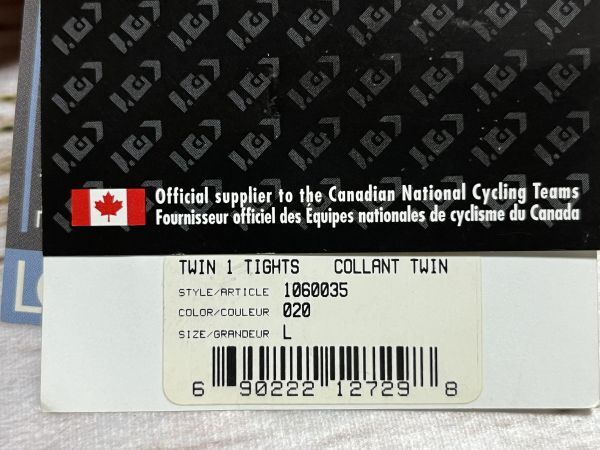 Official supplier to the Canadian National Cycling Teams
Fournisseur officiel des Équipes nationales de cyclisme du Canada
TWIN 1 TIGHTS COLLANT TWIN
STYLE/ARTICLE 1060035
COLOR/COULEUR 020
SIZE/GRANDEUR L
6 90222 12729 8